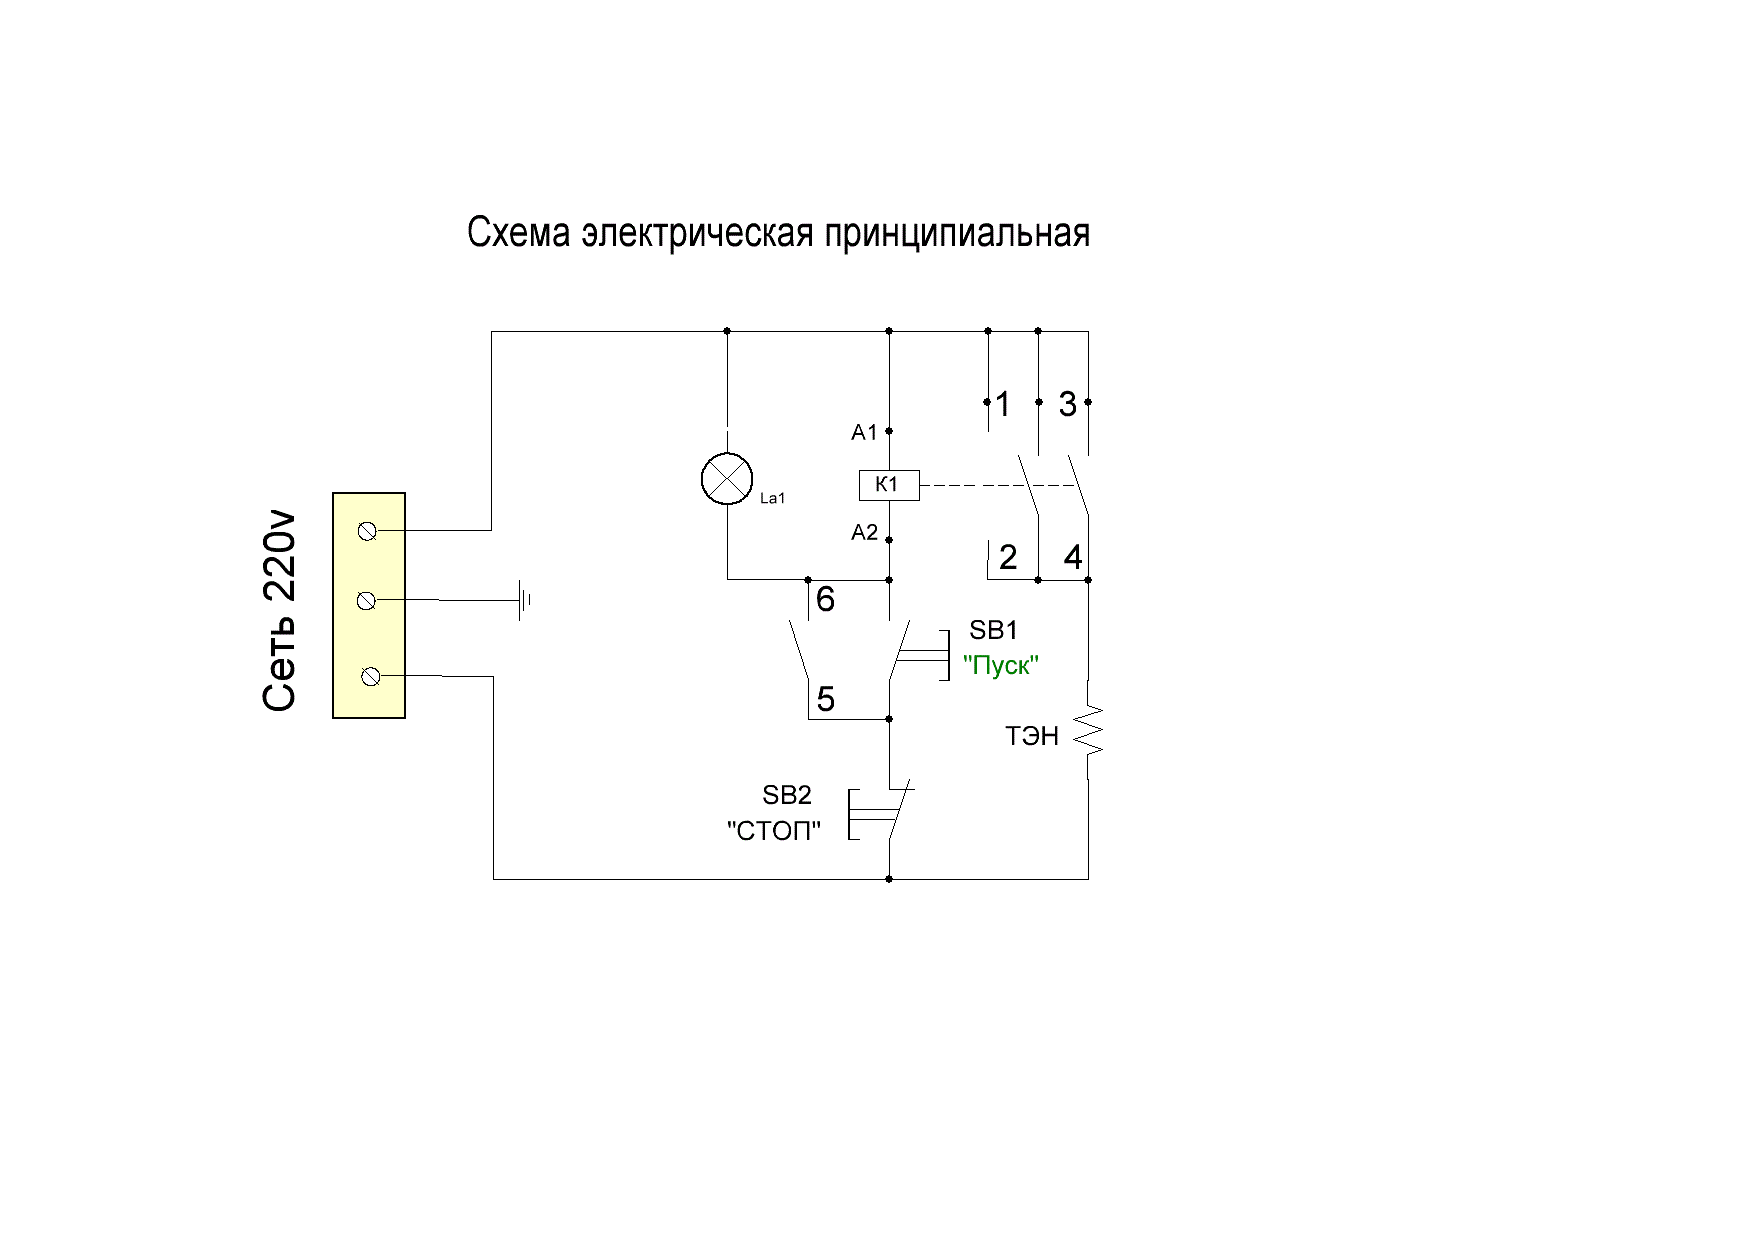 Схема электрическая принципиальная
Сеть 220v
1
3
A1
K1
La1
A2
2
4
6
SB1
"Пуск"
5
ТЭН
SB2
"СТОП"